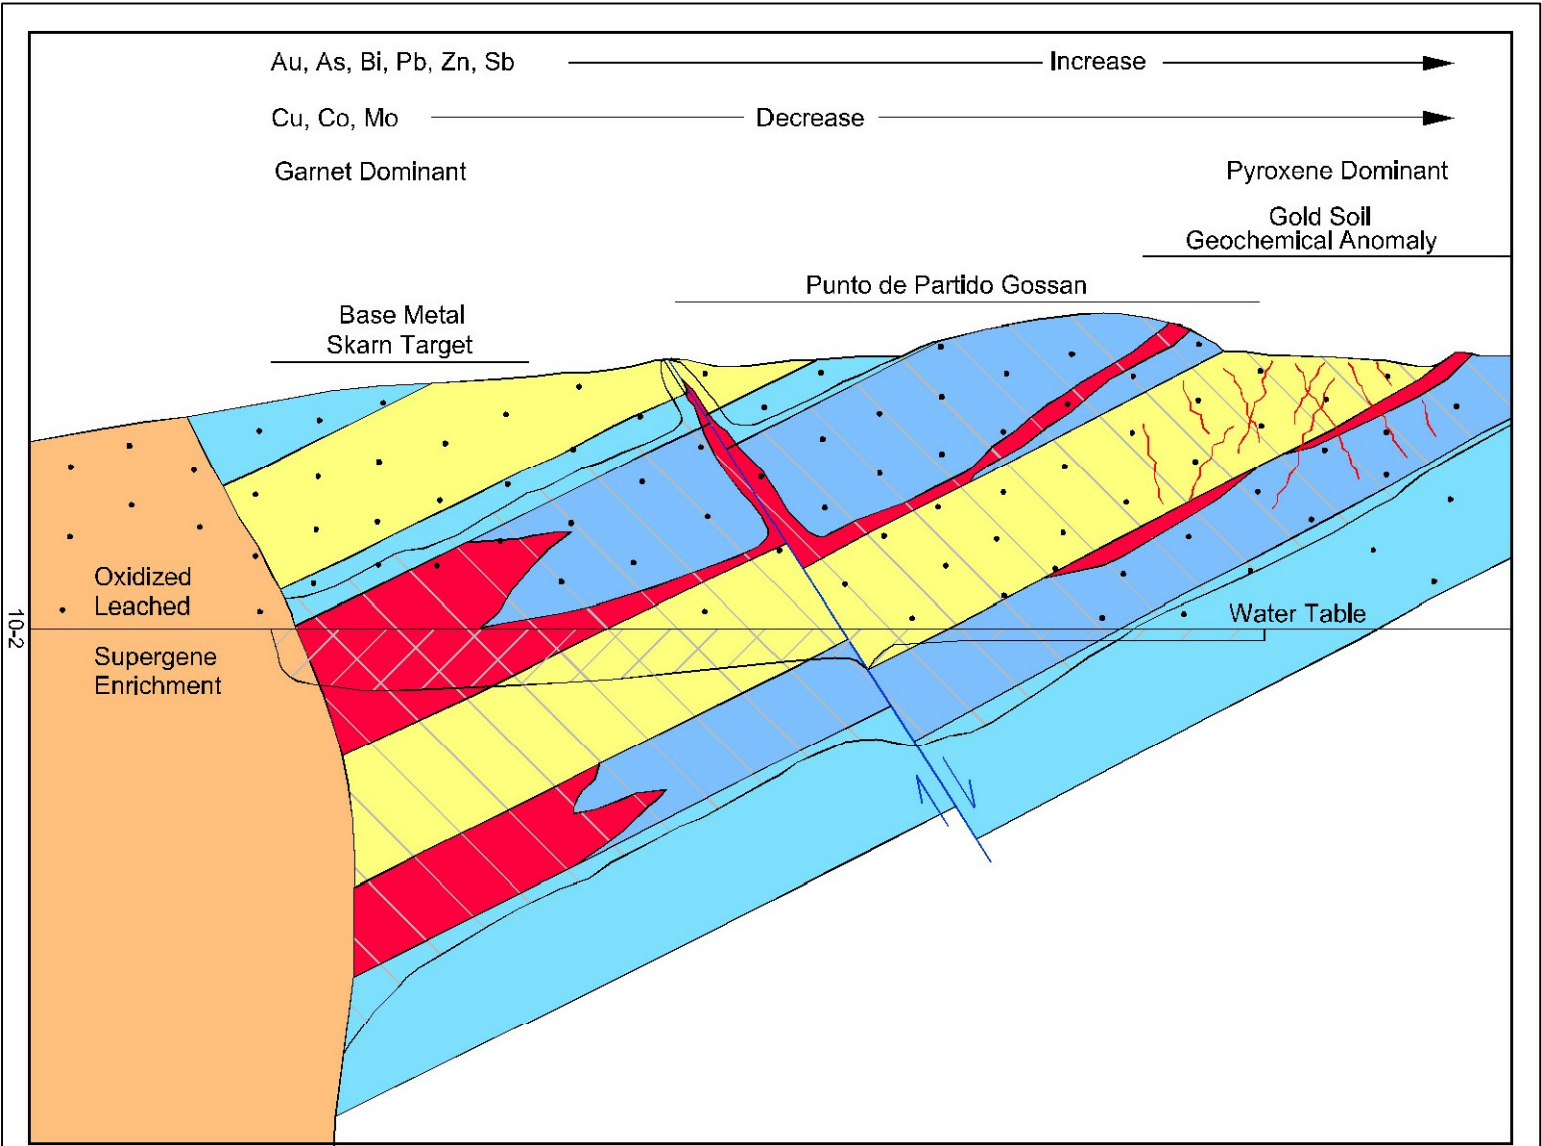 Au, As, Bi, Pb, Zn, Sb Increase
Cu, Co, Mo Decrease
Garnet Dominant Pyroxene Dominant
Gold Soil
Geochemical Anomaly
Punto de Partido Gossan
Base Metal
Skarn Target
Oxidized
Leached
Water Table
10-2
Supergene
Enrichment